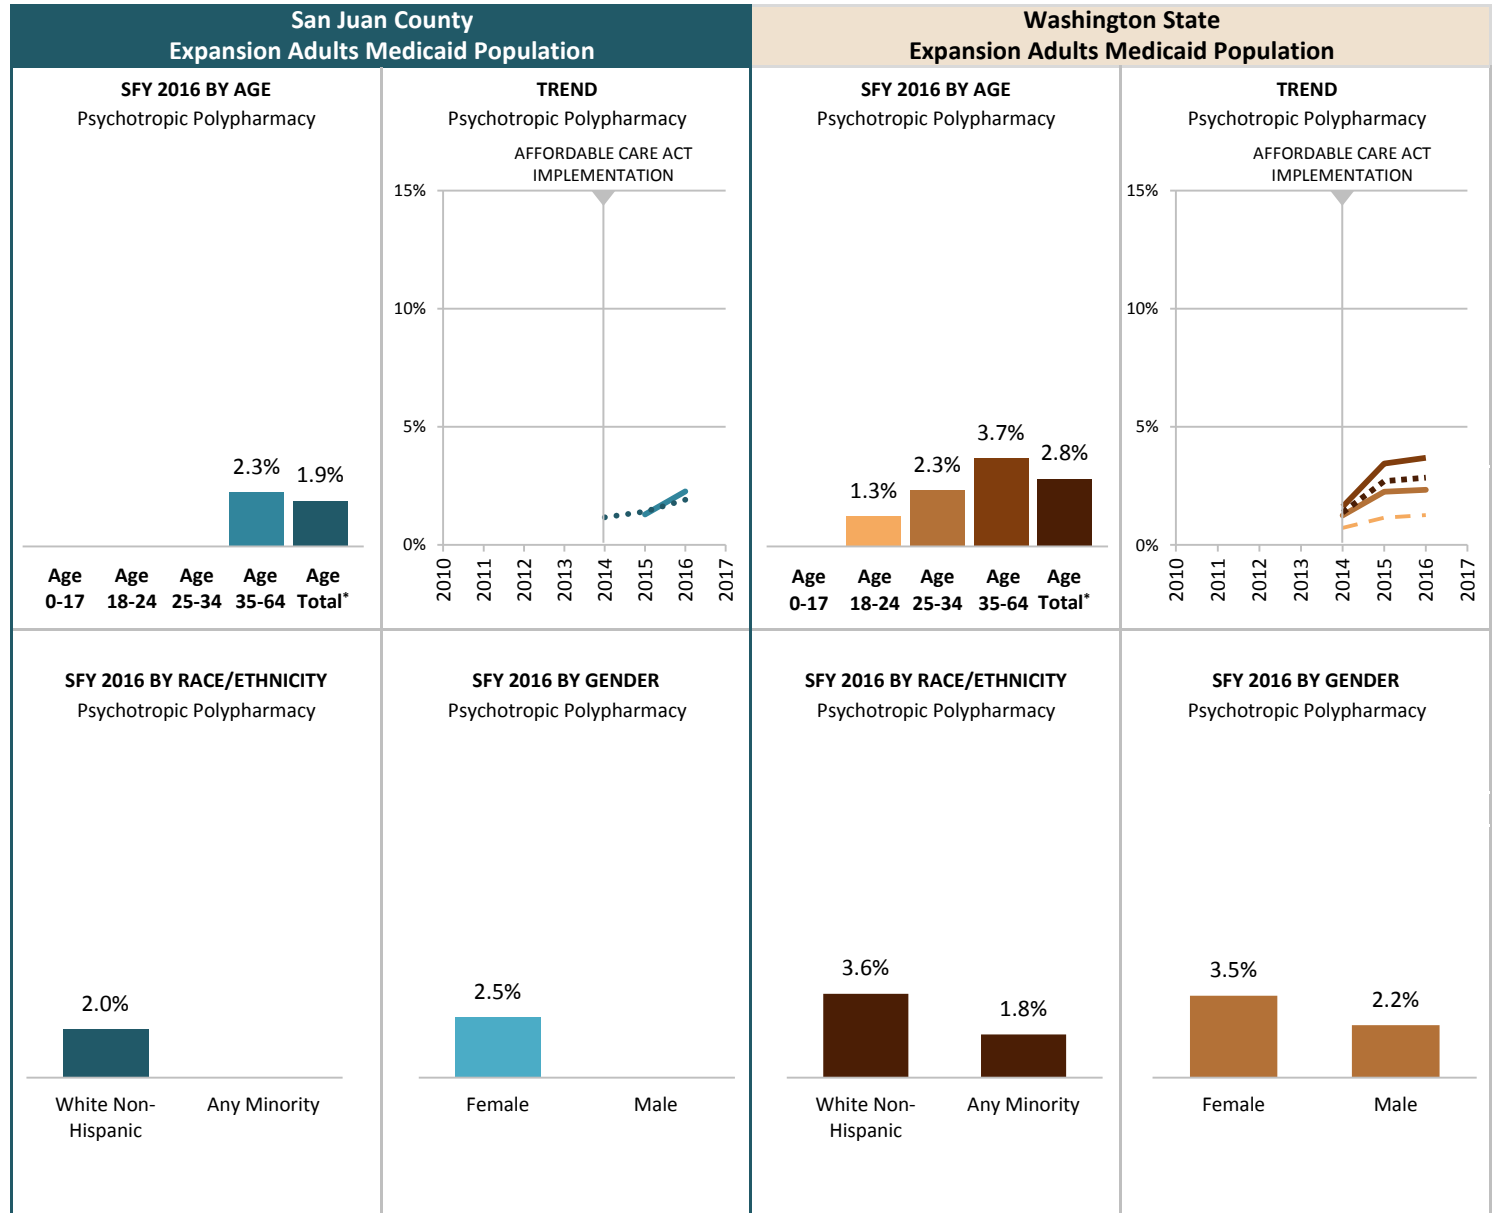 San Juan County
Expansion Adults Medicaid Population
Washington State
Expansion Adults Medicaid Population
SFY 2016 BY AGE
Psychotropic Polypharmacy
2.3%
1.9%
Age
0-17
Age
18-24
Age
25-34
Age
35-64
Age
Total*
TREND
Psychotropic Polypharmacy
AFFORDABLE CARE ACT
IMPLEMENTATION
15%
10%
5%
0%
2010
2011
2012
2013
2014
2015
2016
2017
SFY 2016 BY AGE
Psychotropic Polypharmacy
1.3%
2.3%
3.7%
2.8%
Age
0-17
Age
18-24
Age
25-34
Age
35-64
Age
Total*
TREND
Psychotropic Polypharmacy
AFFORDABLE CARE ACT
IMPLEMENTATION
15%
10%
5%
0%
2010
2011
2012
2013
2014
2015
2016
2017
SFY 2016 BY RACE/ETHNICITY
Psychotropic Polypharmacy
2.0%
White Non-
Hispanic
Any Minority
SFY 2016 BY GENDER
Psychotropic Polypharmacy
2.5%
Female
Male
SFY 2016 BY RACE/ETHNICITY
Psychotropic Polypharmacy
3.6%
1.8%
White Non-
Hispanic
Any Minority
SFY 2016 BY GENDER
Psychotropic Polypharmacy
3.5%
2.2%
Female
Male